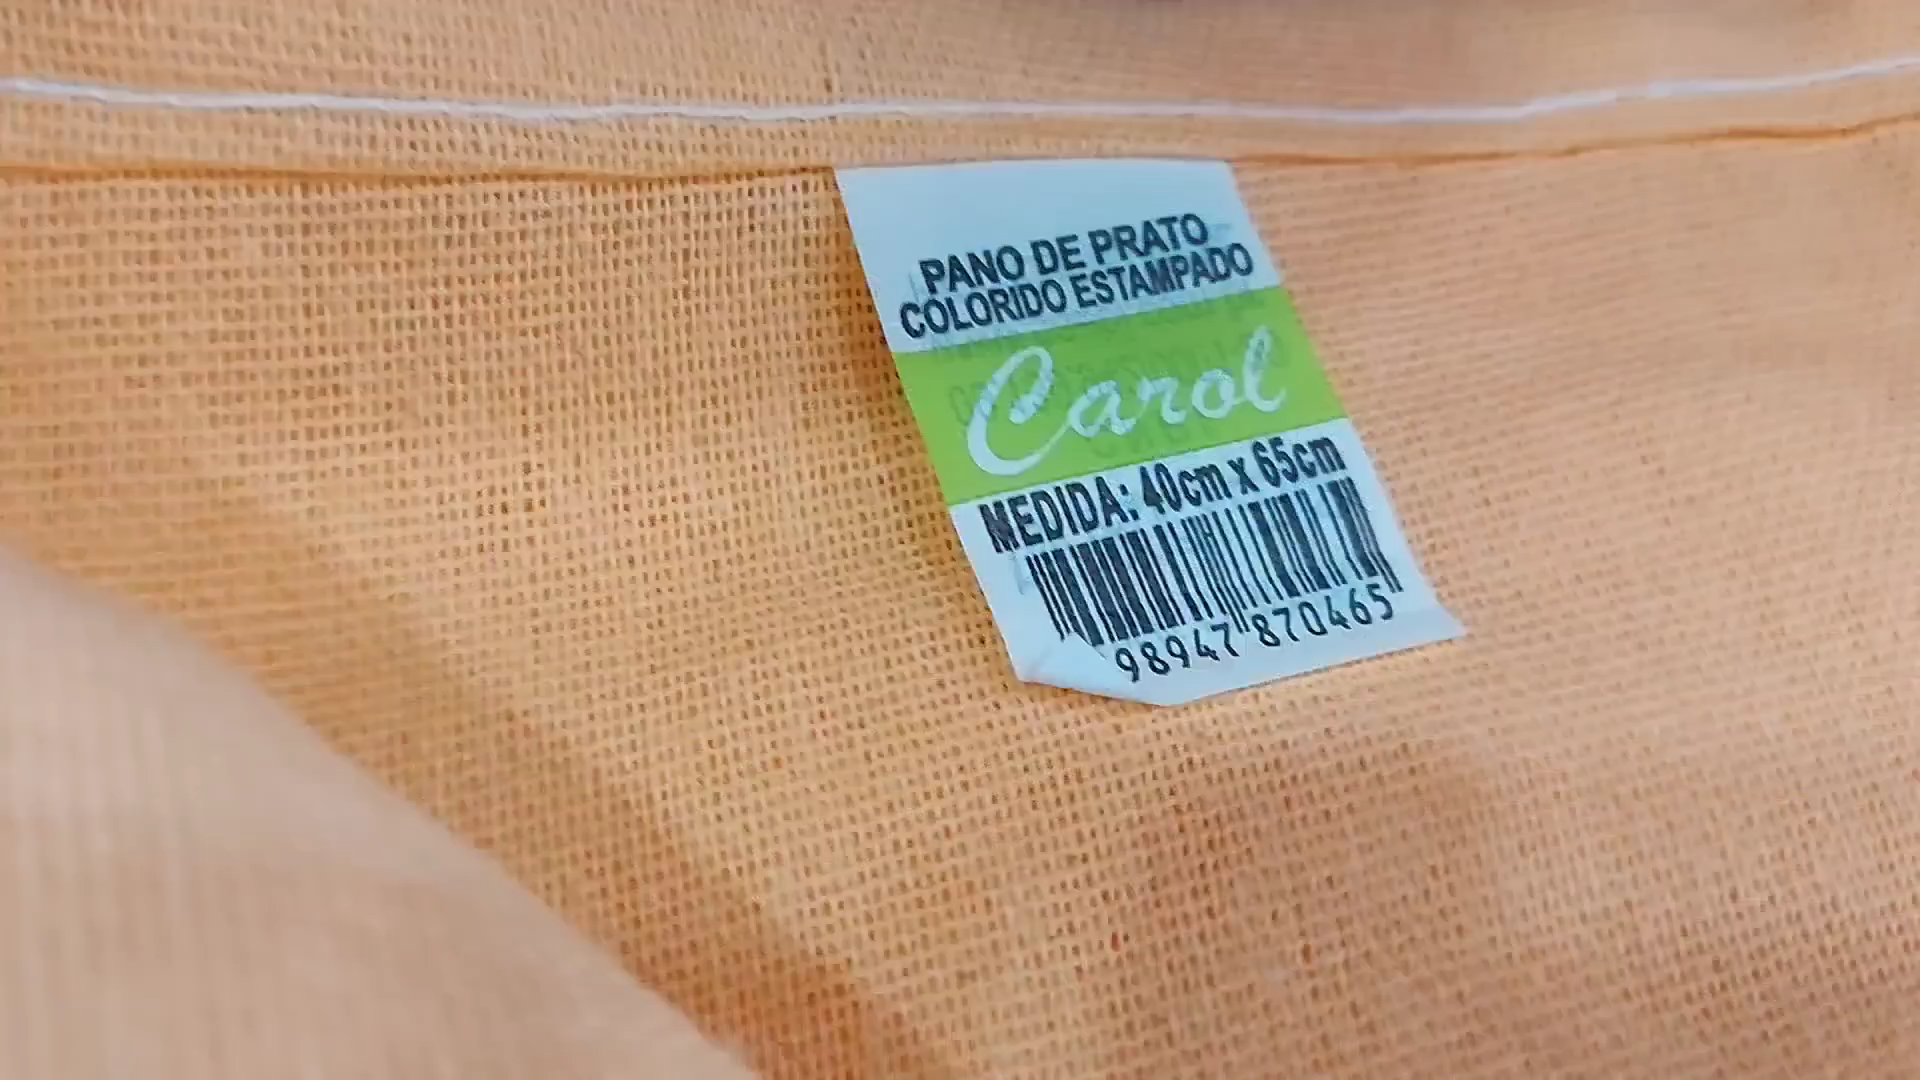 PANO DE PRATO
COLORIDO ESTAMPADO
Carol
MEDIDA: 40cm x 65cm
98947 870465